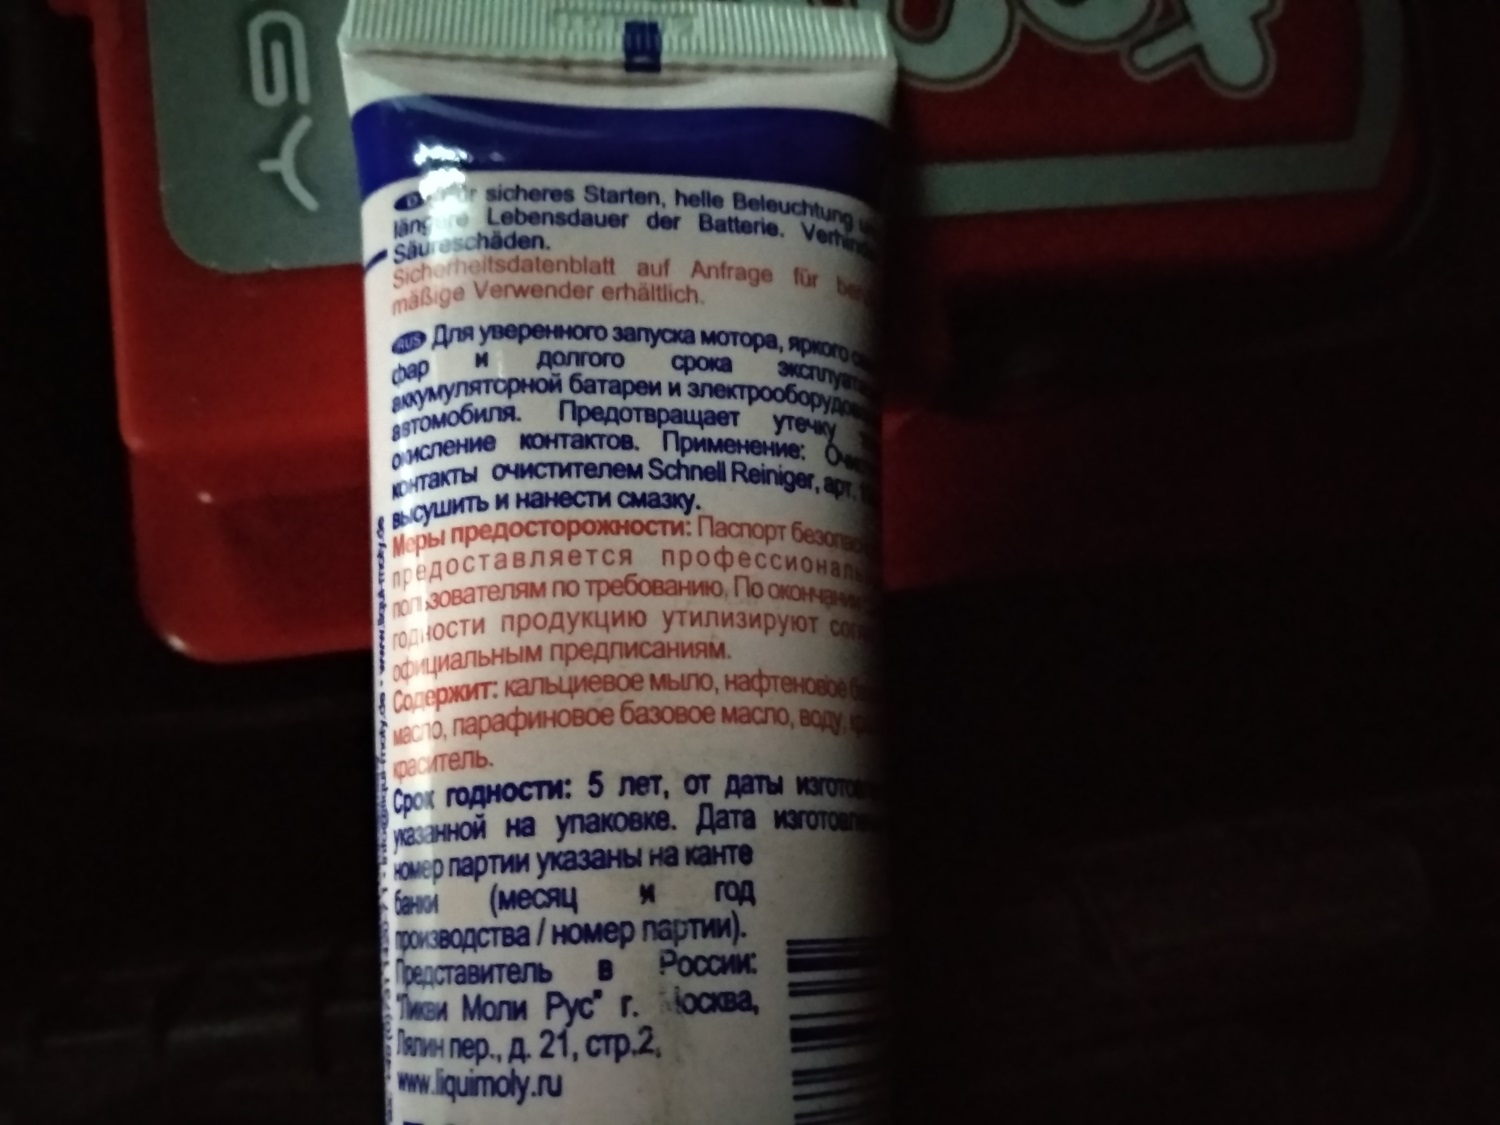 GY
sicheres Starten, helle Beleuchtung
längere Lebensdauer der Batterie.
Säureschäden.
Sicherheitsdatenblatt auf Anfrage für
mäßige Verwender erhältlich.
RUS Для уверенного запуска мотора, яркого
фар и долгого срока
аккумуляторной батареи и
автомобиля. Предотвращает утечку
окисление контактов. Применение:
контакты очистителем Schnell Reiniger, арт.
высушить и нанести смазку.
Меры предосторожности: Паспорт
предоставляется
пользователям по требованию. По
годности продукцию утилизируют
официальным предписаниям.
Содержит: кальциевое мыло, нафтеновое
масло, парафиновое базовое масло, воду,
краситель.
Срок годности: 5 лет, от даты
указанной на упаковке. Дата
номер партии указаны на канте
банки (месяц и год
производства / номер партии).
Представитель в России:
"Ликви Моли Рус" г. Москва,
Лялин пер., д. 21, стр.2,
www.liquimoly.ru